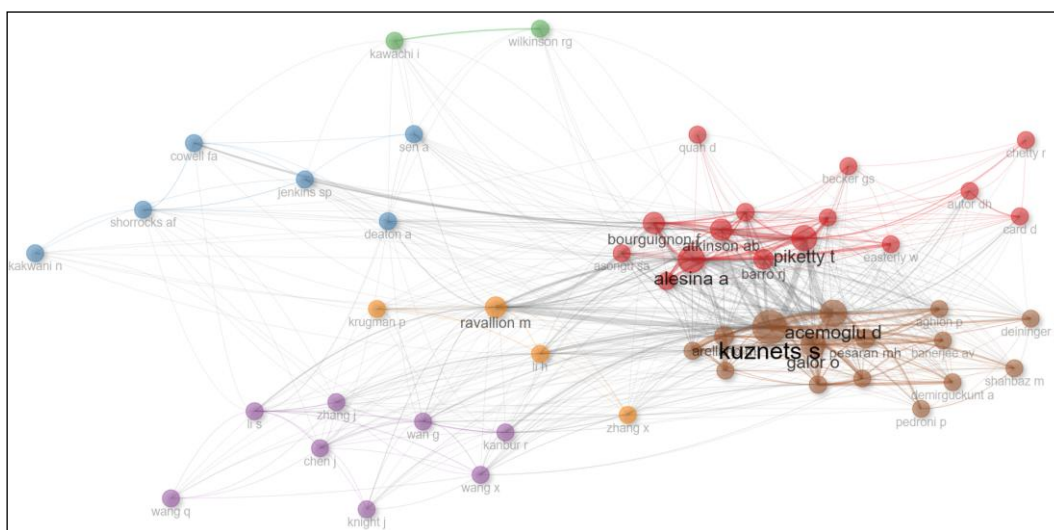 kawachi i
wilkinson rg
cowell fa
sen a
quah d
chetty r
becker gs
jenkins sp
autor dh
shorrocks af
deaton a
card d
bourguignon f
atkinson ab
easterly w
kakwani n
asongu sa
piketty t
barro rj
alesina a
krugman p
ravallion m
acemoglu d
aghion p
deininger
kuznets s
pesaran mh
banerjee av
li h
galor o
shahbaz m
demirguckunt a
zhang j
li s
wan g
zhang x
pedroni p
kanbur r
chen j
wang x
wang q
knight j